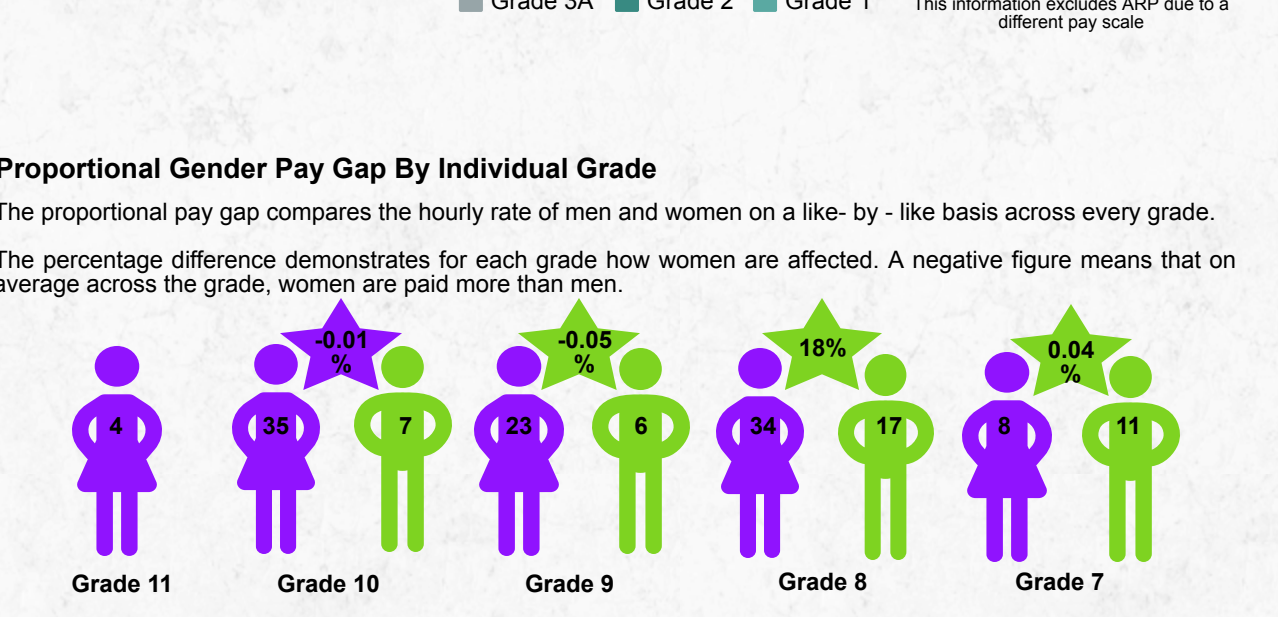 Grade 3A Grade 2 Grade 1
This information excludes ARP due to a
different pay scale
Proportional Gender Pay Gap By Individual Grade
The proportional pay gap compares the hourly rate of men and women on a like- by - like basis across every grade.
The percentage difference demonstrates for each grade how women are affected. A negative figure means that on
average across the grade, women are paid more than men.
-0.01
%
-0.05
%
18%
0.04
%
4 35 7 23 6 34 17 8 11
Grade 11 Grade 10 Grade 9 Grade 8 Grade 7